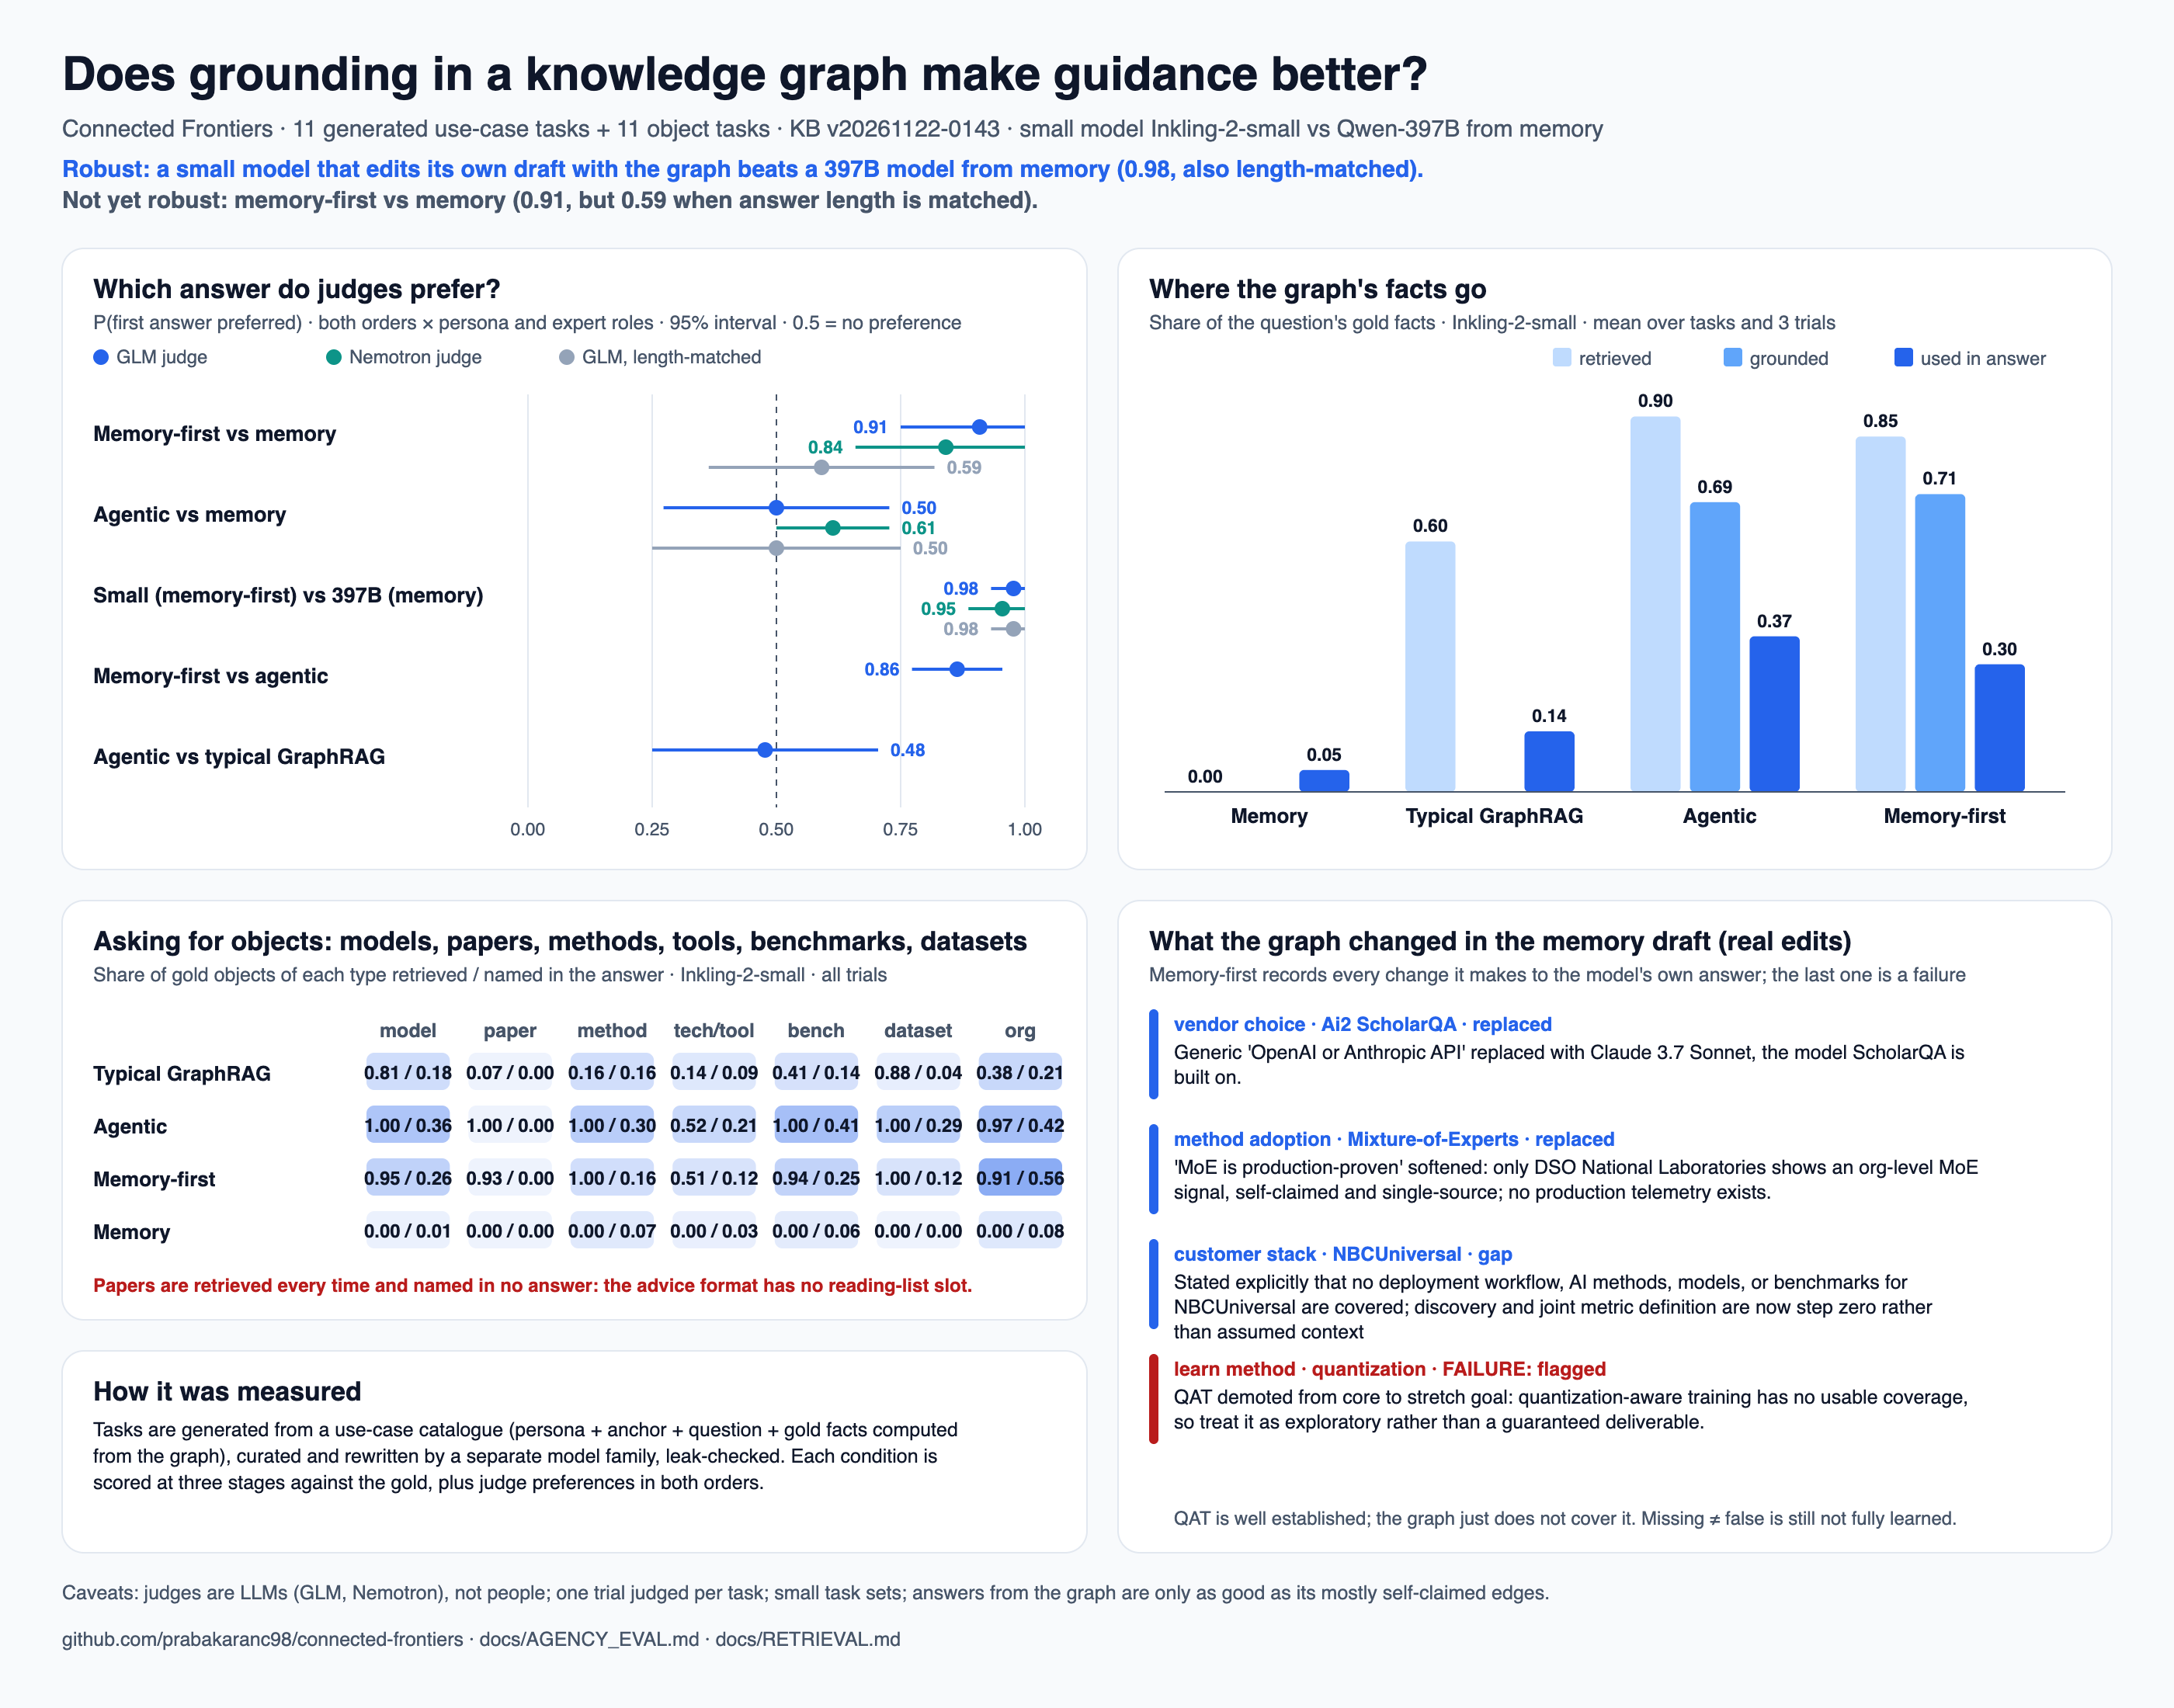 Does grounding in a knowledge graph make guidance better?
Connected Frontiers · 11 generated use-case tasks + 11 object tasks · KB v20261122-0143 · small model Inkling-2-small vs Qwen-397B from memory
Robust: a small model that edits its own draft with the graph beats a 397B model from memory (0.98, also length-matched).
Not yet robust: memory-first vs memory (0.91, but 0.59 when answer length is matched).
Which answer do judges prefer?
P(first answer preferred) · both orders × persona and expert roles · 95% interval · 0.5 = no preference
GLM judge Nemotron judge GLM, length-matched
Memory-first vs memory
0.91
0.84
0.59
Agentic vs memory
0.50
0.61
0.50
Small (memory-first) vs 397B (memory)
0.98
0.95
0.98
Memory-first vs agentic
0.86
Agentic vs typical GraphRAG
0.48
0.00 0.25 0.50 0.75 1.00
Where the graph's facts go
Share of the question's gold facts · Inkling-2-small · mean over tasks and 3 trials
retrieved grounded used in answer
0.00 0.05
0.60 0.14
0.90 0.69 0.37
0.85 0.71 0.30
Memory Typical GraphRAG Agentic Memory-first
Asking for objects: models, papers, methods, tools, benchmarks, datasets
Share of gold objects of each type retrieved / named in the answer · Inkling-2-small · all trials
model paper method tech/tool bench dataset org
Typical GraphRAG 0.81 / 0.18 0.07 / 0.00 0.16 / 0.16 0.14 / 0.09 0.41 / 0.14 0.88 / 0.04 0.38 / 0.21
Agentic 1.00 / 0.36 1.00 / 0.00 1.00 / 0.30 0.52 / 0.21 1.00 / 0.41 1.00 / 0.29 0.97 / 0.42
Memory-first 0.95 / 0.26 0.93 / 0.00 1.00 / 0.16 0.51 / 0.12 0.94 / 0.25 1.00 / 0.12 0.91 / 0.56
Memory 0.00 / 0.01 0.00 / 0.00 0.00 / 0.07 0.00 / 0.03 0.00 / 0.06 0.00 / 0.00 0.00 / 0.08
Papers are retrieved every time and named in no answer: the advice format has no reading-list slot.
What the graph changed in the memory draft (real edits)
Memory-first records every change it makes to the model's own answer; the last one is a failure
vendor choice · Ai2 ScholarQA · replaced
Generic 'OpenAI or Anthropic API' replaced with Claude 3.7 Sonnet, the model ScholarQA is
built on.
method adoption · Mixture-of-Experts · replaced
'MoE is production-proven' softened: only DSO National Laboratories shows an org-level MoE
signal, self-claimed and single-source; no production telemetry exists.
customer stack · NBCUniversal · gap
Stated explicitly that no deployment workflow, AI methods, models, or benchmarks for
NBCUniversal are covered; discovery and joint metric definition are now step zero rather
than assumed context
learn method · quantization · FAILURE: flagged
QAT demoted from core to stretch goal: quantization-aware training has no usable coverage,
so treat it as exploratory rather than a guaranteed deliverable.
QAT is well established; the graph just does not cover it. Missing ≠ false is still not fully learned.
How it was measured
Tasks are generated from a use-case catalogue (persona + anchor + question + gold facts computed
from the graph), curated and rewritten by a separate model family, leak-checked. Each condition is
scored at three stages against the gold, plus judge preferences in both orders.
Caveats: judges are LLMs (GLM, Nemotron), not people; one trial judged per task; small task sets; answers from the graph are only as good as its mostly self-claimed edges.
github.com/prabakaranc98/connected-frontiers · docs/AGENCY_EVAL.md · docs/RETRIEVAL.md